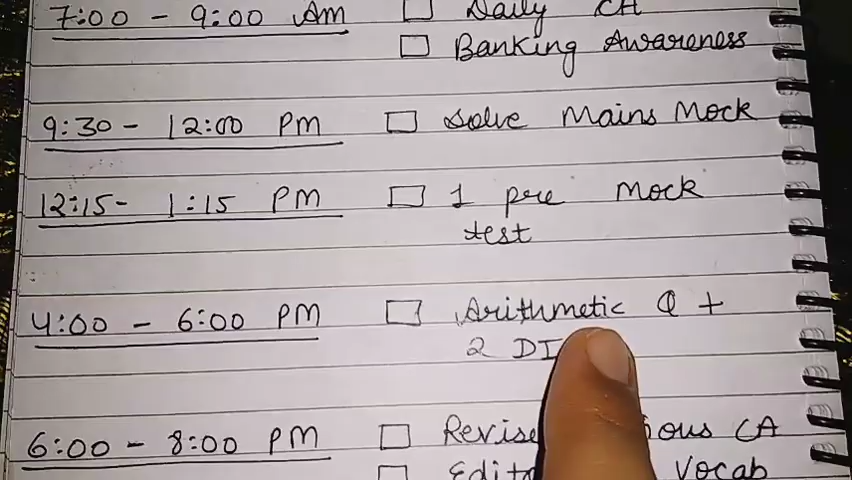 7:00 - 9:00 Am □ Daily CA
□ Banking Awareness
9:30 - 12:00 PM □ Solve Mains Mock
12:15- 1:15 PM □ 1 pre Mock
test
4:00 - 6:00 PM □ Arithmetic Q +
2 DI
6:00 - 8:00 PM □ Revise CA
□ Vocab